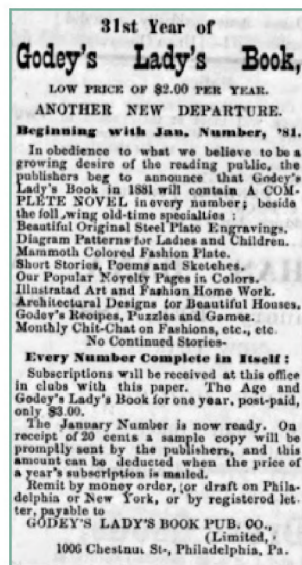 31st Year of
Godey's Lady's Book,
LOW PRICE OF $2.00 PER YEAR.
ANOTHER NEW DEPARTURE.
Beginning with Jan. Number, '81.
In obedience to what we believe to be a
growing desire of the reading public, the
publishers beg to announce that Godey's
Lady's Book in 1881 will contain A COM-
PLETE NOVEL in every number; beside
the foll,wing old-time specialties :
Beautiful Original Steel Plate Engravings.
Diagram Patterns for Ladies and Children.
Mammoth Colored Fashion Plate.
Short Stories, Poems and Sketches.
Our Popular Novelty Pages in Colors.
Illustratad Art and Fashion Home Work.
Architectural Designs for Beautiful Houses.
Godey's Recipes, Puzzles and Games.
Monthly Chit-Chat on Fashions, etc., etc.
No Continued Stories-
Every Number Complete in Itself :
Subscriptions will be received at this office
in clubs with this paper. The Age and
Godey's Lady's Book for one year, post-paid,
only $3.00.
The January Number is now ready. On
receipt of 20 cents a sample copy will be
promptly sent by the publishers, and this
amount can be deducted when the price of
a year's subscription is mailed.
Remit by money order, or draft on Phila-
delphia or New York, or by registered let-
ter, payable to
GODEY'S LADY'S BOOK PUB. CO.,
(Limited,
1006 Chestnut St-, Philadelphia, Pa.